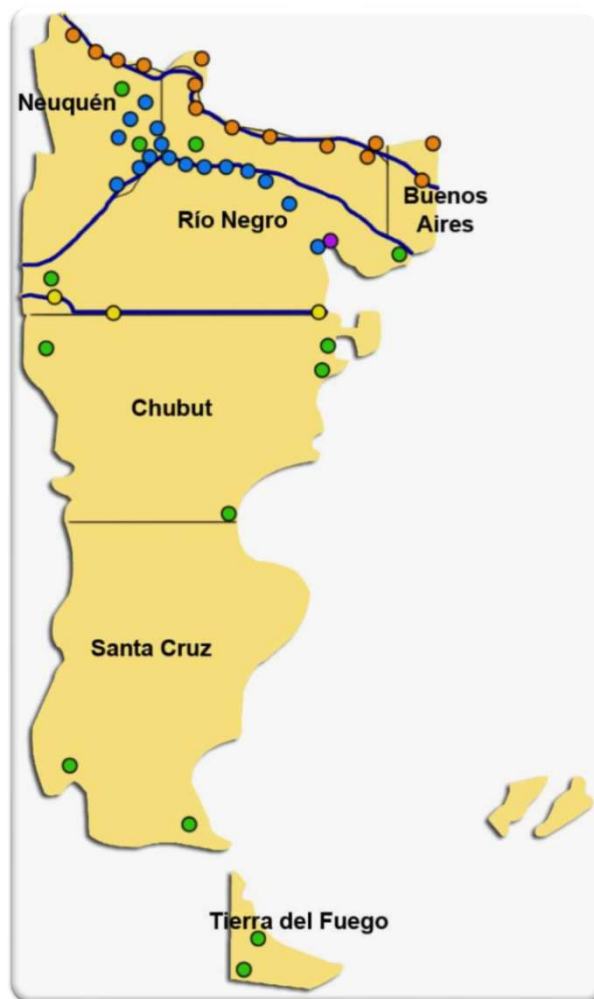 Neuquén
Buenos
Aires
Río Negro
Chubut
Santa Cruz
Tierra del Fuego